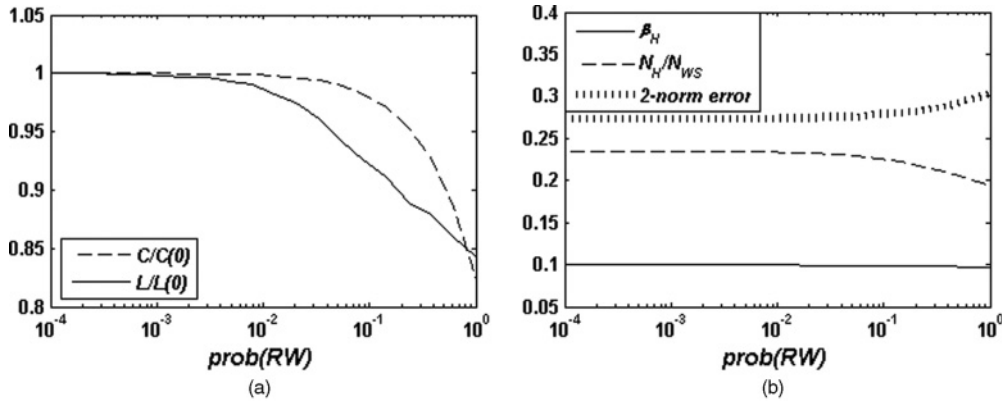 1.05
1
0.95
0.9
0.85
0.8
C/C(0)
L/L(0)
10^-4
10^-3
10^-2
10^-1
10^0
prob(RW)
(a)
0.4
0.35
0.3
0.25
0.2
0.15
0.1
0.05
β_H
N_H/N_WS
2-norm error
10^-4
10^-3
10^-2
10^-1
10^0
prob(RW)
(b)